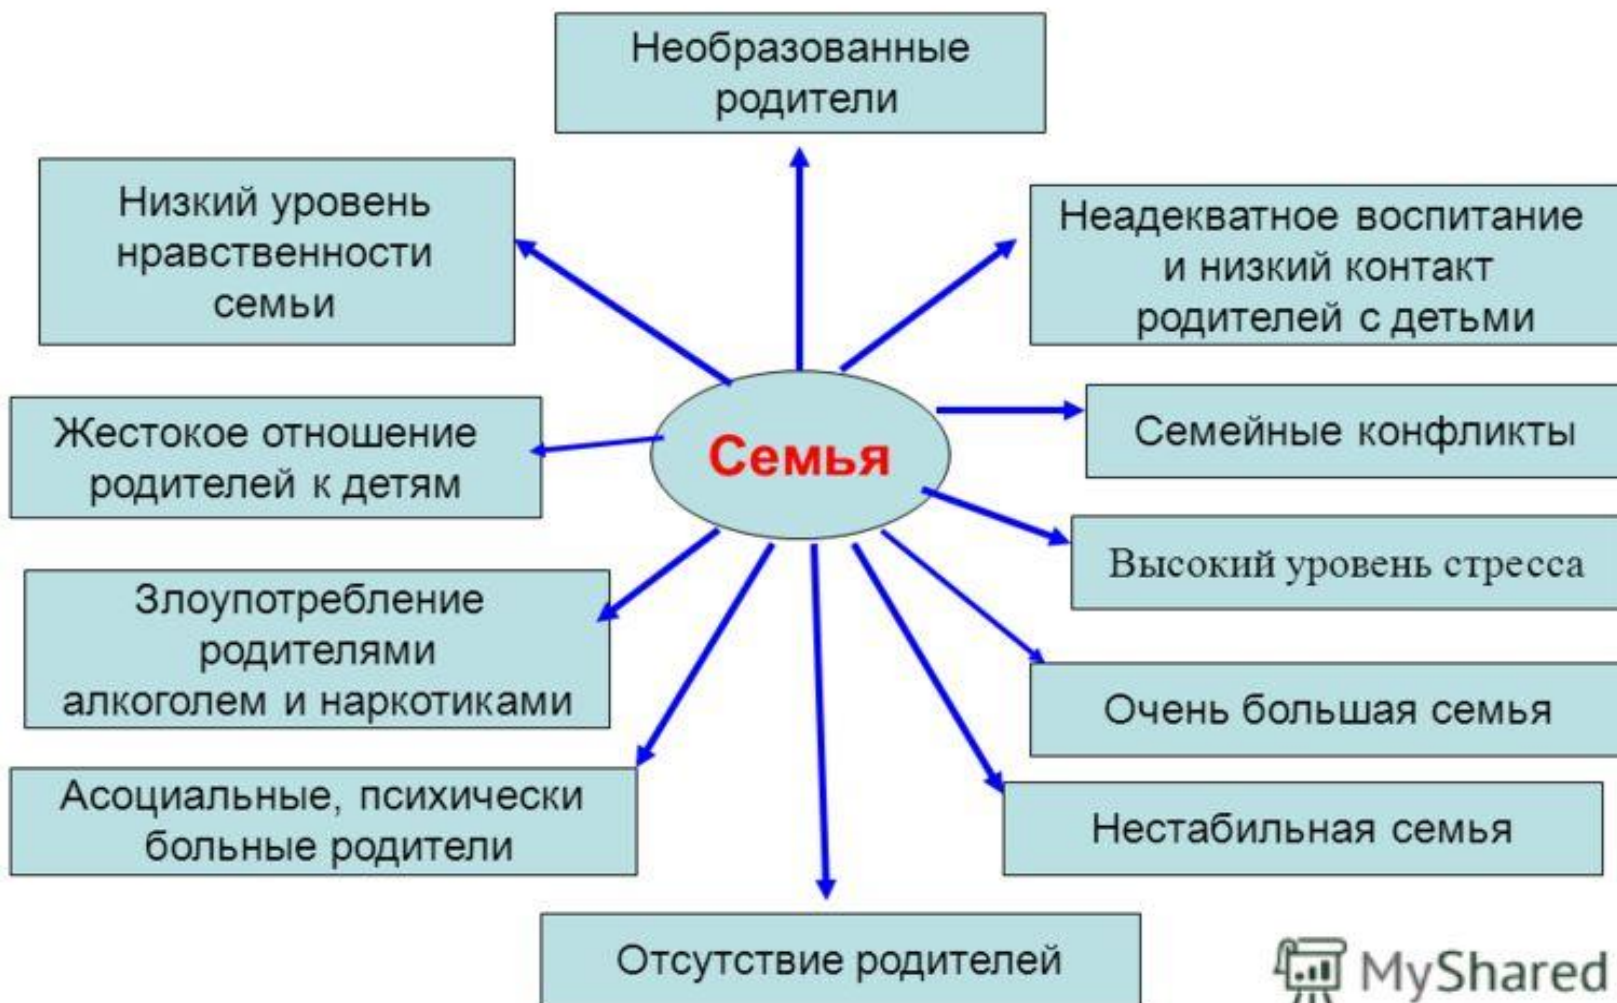 Необразованные
родители
Низкий уровень
нравственности
семьи
Неадекватное воспитание
и низкий контакт
родителей с детьми
Жестокое отношение
родителей к детям
Семья
Семейные конфликты
Высокий уровень стресса
Злоупотребление
родителями
алкоголем и наркотиками
Очень большая семья
Асоциальные, психически
больные родители
Нестабильная семья
Отсутствие родителей
MyShared